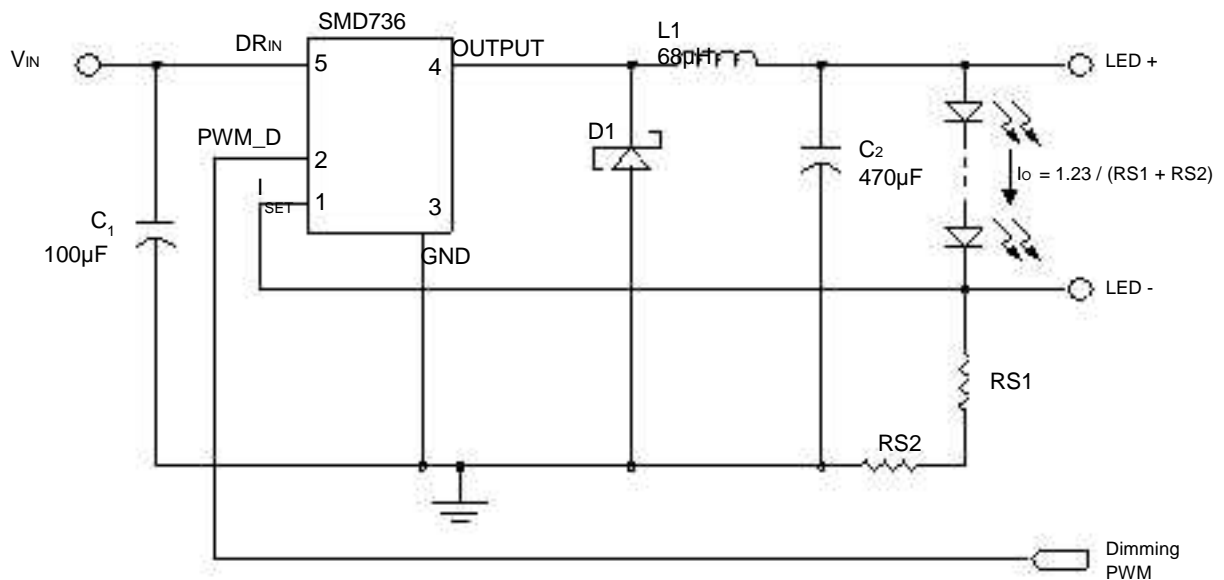 SMD736
L1
68µH
DRIN
OUTPUT
VIN
5
4
LED +
PWM_D
D1
2
C2
470µF
IO = 1.23 / (RS1 + RS2)
ISET
1
3
C1
100µF
GND
LED -
RS1
RS2
Dimming
PWM